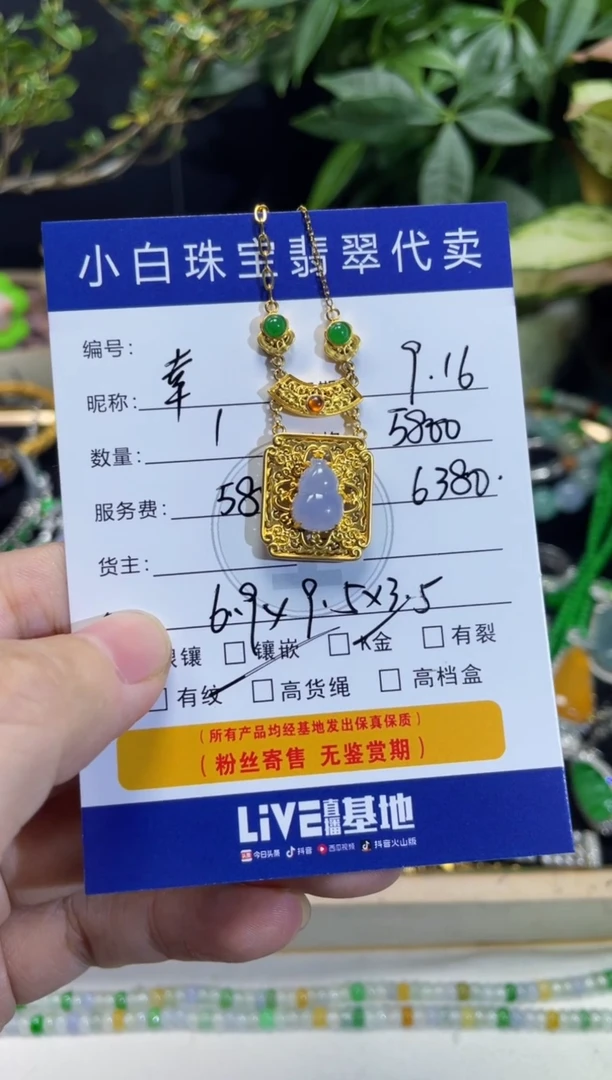 小白珠宝翡翠代卖
编号:
昵称: 幸 9.16
数量: 1 5800
服务费: 58 6380.
货主:
6.9×9.5×3.5
银镶 □ 镶嵌 □ K金 □ 有裂
□ 有纹 □ 高货绳 □ 高档盒
(所有产品均经基地发出保真保质)
(粉丝寄售 无鉴赏期)
LiVE直播基地
今日头条 抖音 西瓜视频 抖音火山版